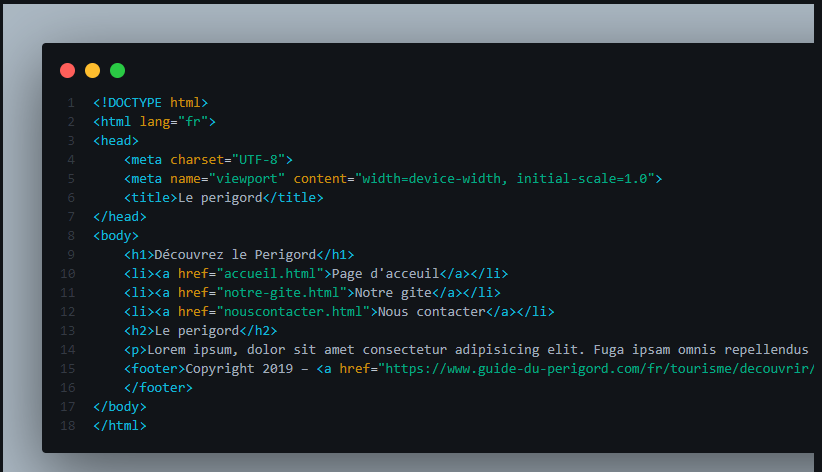 1 <!DOCTYPE html>
2 <html lang="fr">
3 <head>
4 <meta charset="UTF-8">
5 <meta name="viewport" content="width=device-width, initial-scale=1.0">
6 <title>Le perigord</title>
7 </head>
8 <body>
9 <h1>Découvrez le Perigord</h1>
10 <li><a href="accueil.html">Page d'acceuil</a></li>
11 <li><a href="notre-gite.html">Notre gite</a></li>
12 <li><a href="nouscontacter.html">Nous contacter</a></li>
13 <h2>Le perigord</h2>
14 <p>Lorem ipsum, dolor sit amet consectetur adipisicing elit. Fuga ipsam omnis repellendus
15 <footer>Copyright 2019 – <a href="https://www.guide-du-perigord.com/fr/tourisme/decouvrir/
16 </footer>
17 </body>
18 </html>